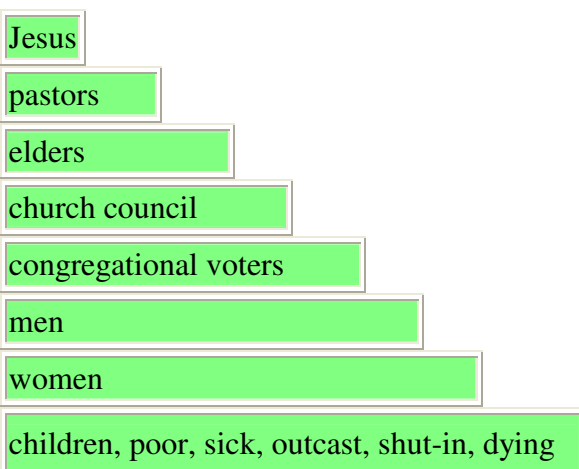 Jesus
pastors
elders
church council
congregational voters
men
women
children, poor, sick, outcast, shut-in, dying